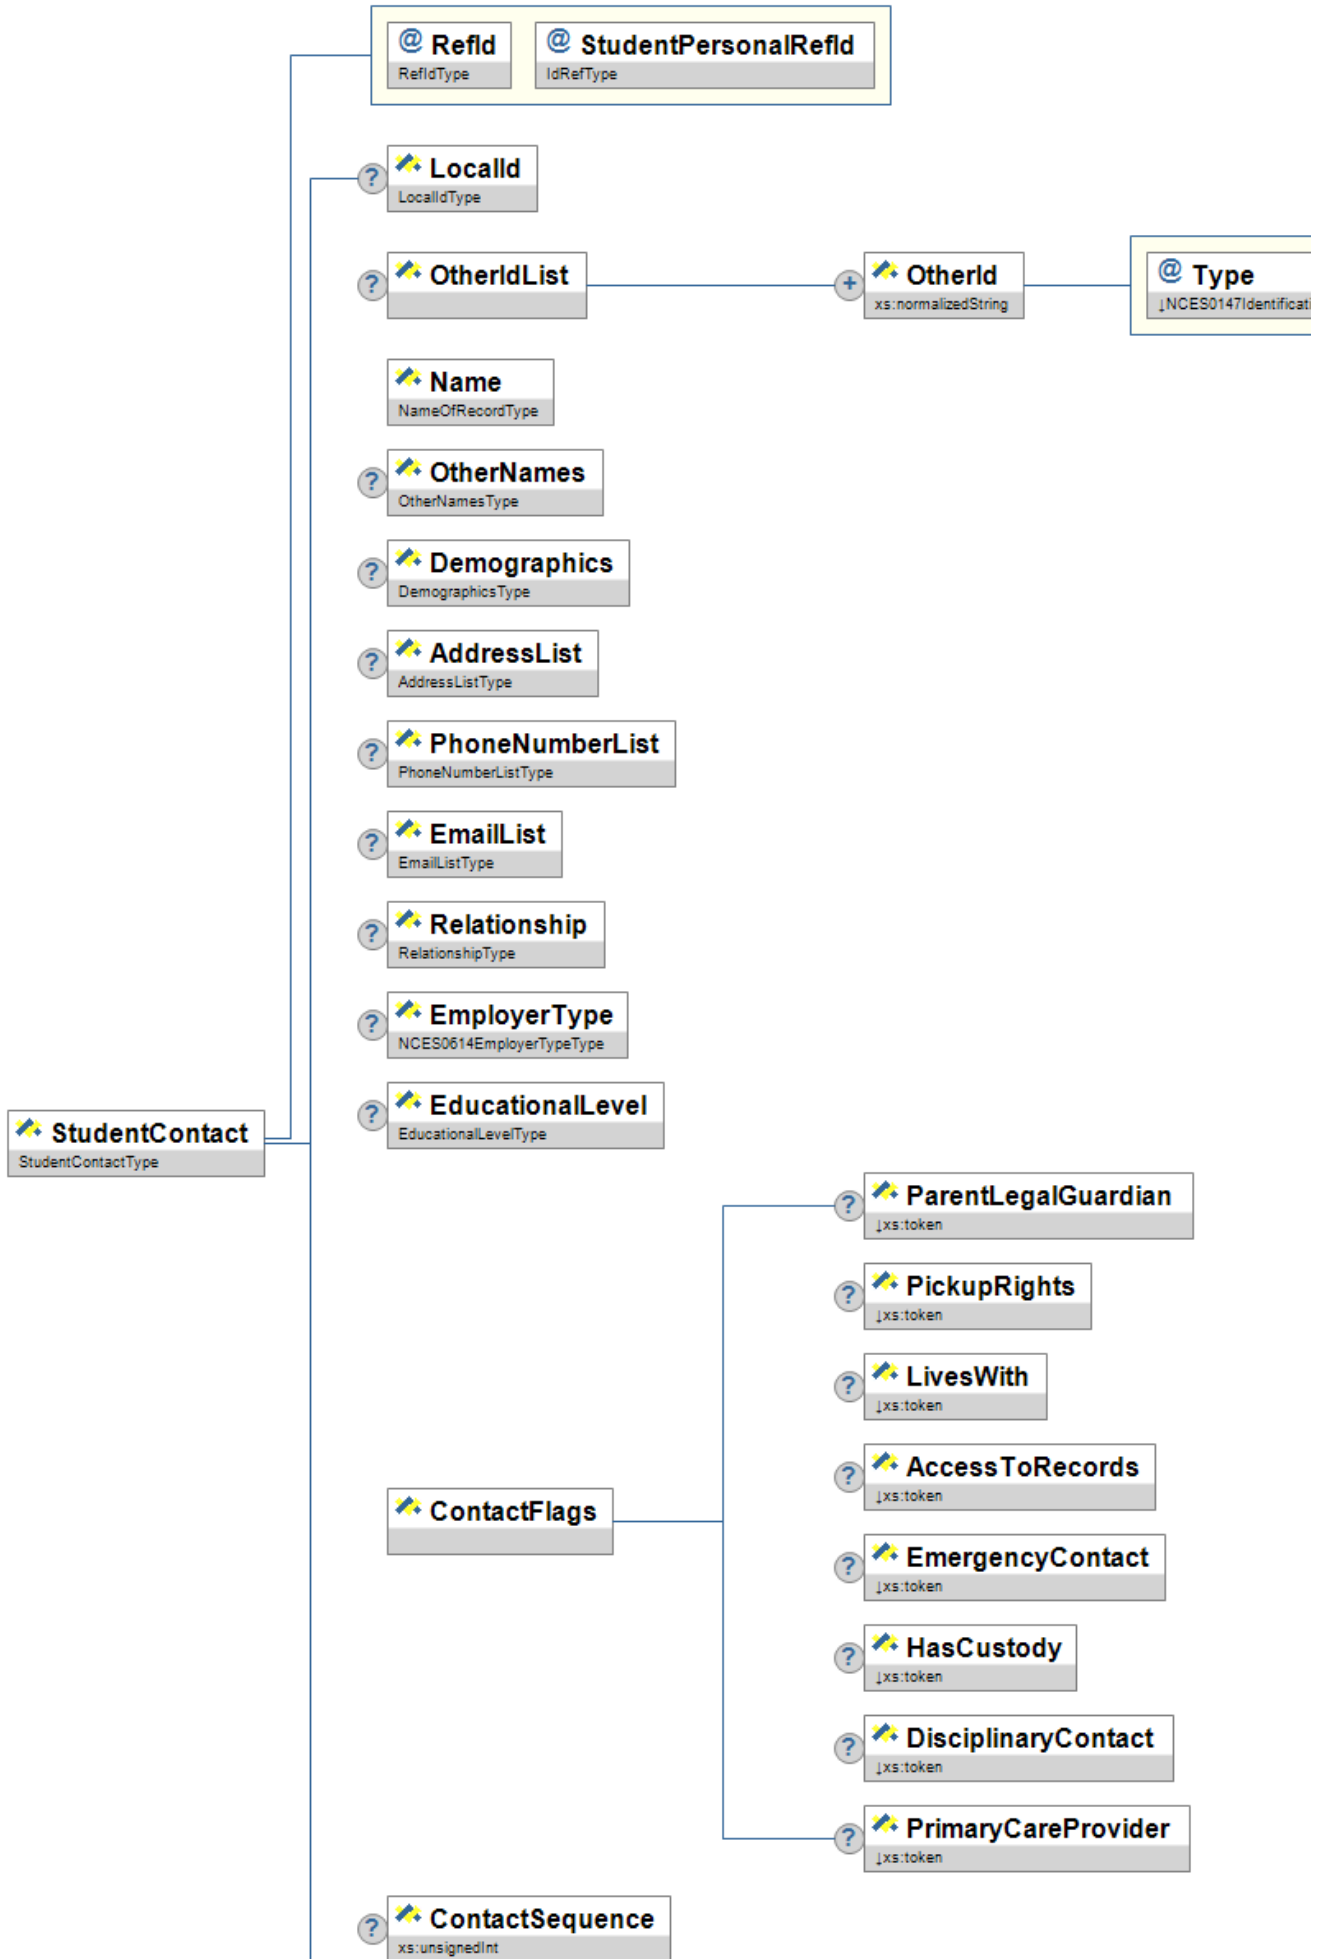 @ RefId
RefIdType
@ StudentPersonalRefId
IdRefType
? LocalId
LocalIdType
? OtherIdList
+ OtherId
xs:normalizedString
@ Type
↓NCES0147Identificati
Name
NameOfRecordType
? OtherNames
OtherNamesType
? Demographics
DemographicsType
? AddressList
AddressListType
? PhoneNumberList
PhoneNumberListType
? EmailList
EmailListType
? Relationship
RelationshipType
? EmployerType
NCES0614EmployerTypeType
? EducationalLevel
EducationalLevelType
StudentContact
StudentContactType
? ParentLegalGuardian
↓xs:token
? PickupRights
↓xs:token
? LivesWith
↓xs:token
? AccessToRecords
↓xs:token
ContactFlags
? EmergencyContact
↓xs:token
? HasCustody
↓xs:token
? DisciplinaryContact
↓xs:token
? PrimaryCareProvider
↓xs:token
? ContactSequence
xs:unsignedInt